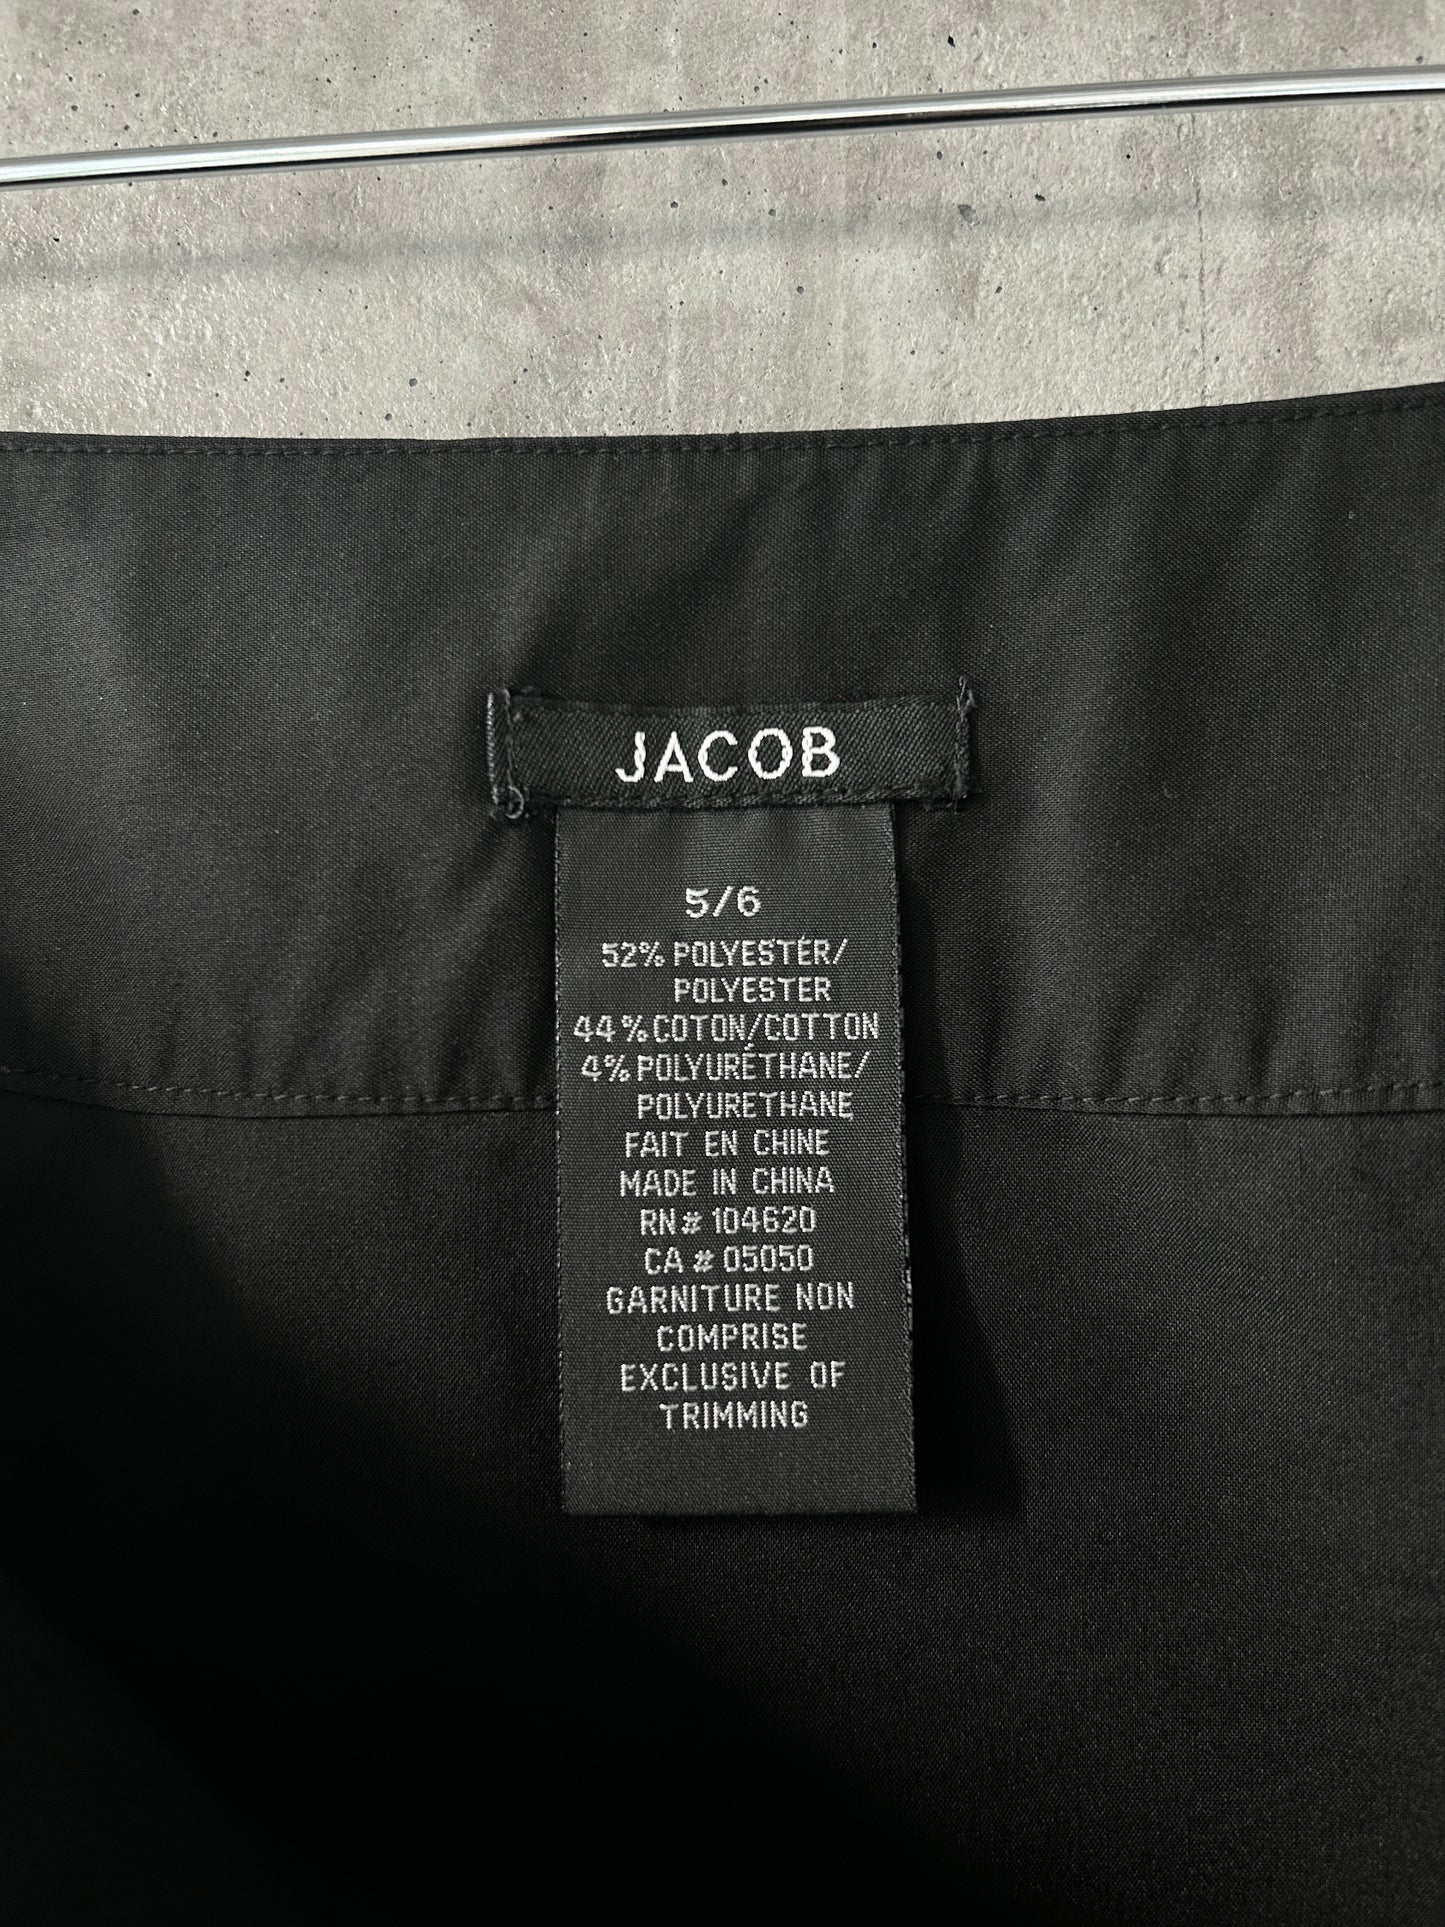 JACOB
5/6
52% POLYESTER/
POLYESTER
44% COTON/COTTON
4% POLYURÉTHANE/
POLYURETHANE
FAIT EN CHINE
MADE IN CHINA
RN# 104620
CA # 05050
GARNITURE NON
COMPRISE
EXCLUSIVE OF
TRIMMING